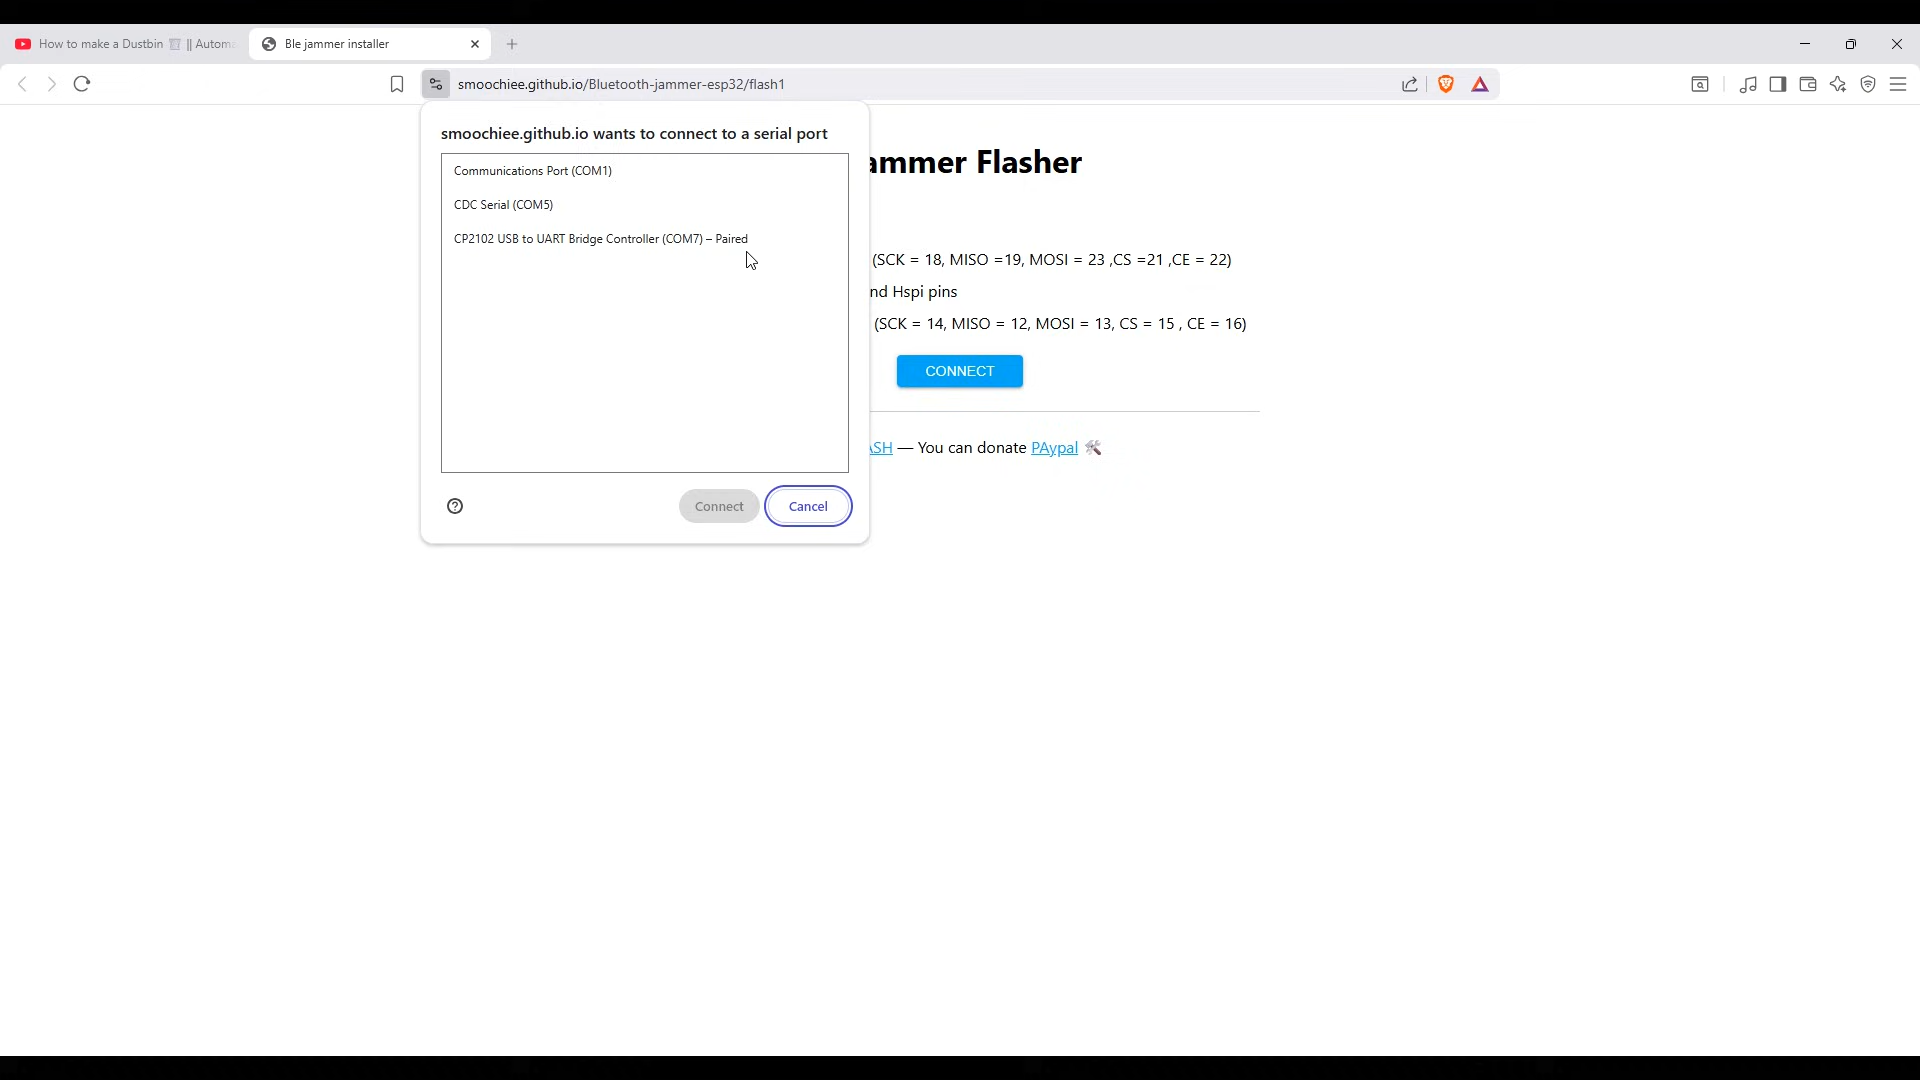 How to make a Dustbin 🗑️ || Autom
Ble jammer installer
smoochiee.github.io/Bluetooth-jammer-esp32/flash1
smoochiee.github.io wants to connect to a serial port
Communications Port (COM1)
CDC Serial (COM5)
CP2102 USB to UART Bridge Controller (COM7) – Paired
Connect
Cancel
ammer Flasher
(SCK = 18, MISO =19, MOSI = 23 ,CS =21 ,CE = 22)
nd Hspi pins
(SCK = 14, MISO = 12, MOSI = 13, CS = 15 , CE = 16)
CONNECT
ASH — You can donate PAypal 🛠️